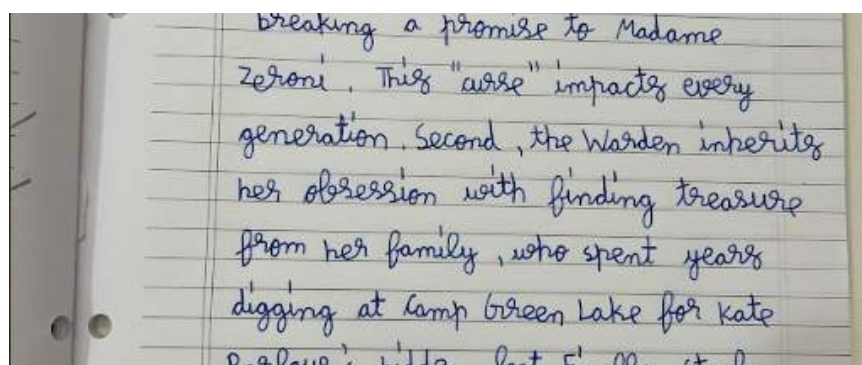 breaking a promise to Madame
Zeroni. This "curse" impacts every
generation. Second, the Warden inherits
her obsession with finding treasure
from her family, who spent years
digging at Camp Green Lake for Kate